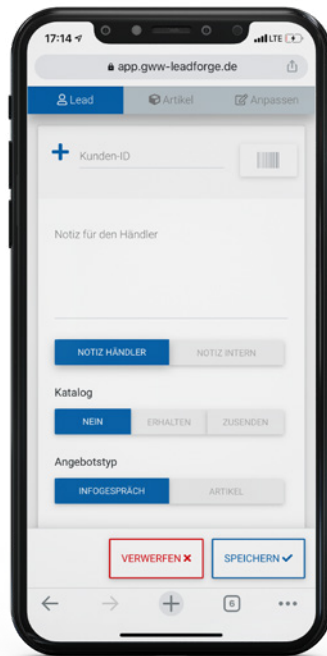 17:14 LTE
app.gww-leadforge.de
Lead Artikel Anpassen
Kunden-ID
Notiz für den Händler
NOTIZ HÄNDLER NOTIZ INTERN
Katalog
NEIN ERHALTEN ZUSENDEN
Angebotstyp
INFOGESPRÄCH ARTIKEL
VERWERFEN SPEICHERN
6